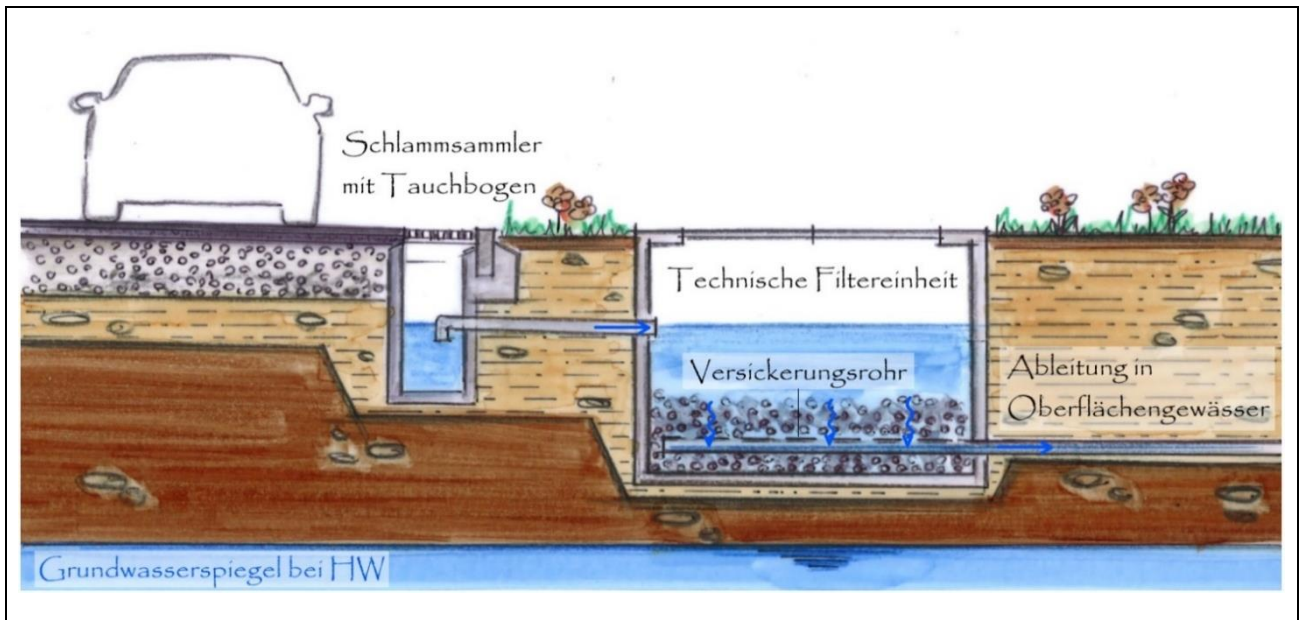 Schlammsammler
mit Tauchbogen
Technische Filtereinheit
Versickerungsrohr
Ableitung in
Oberflächengewässer
Grundwasserspiegel bei HW